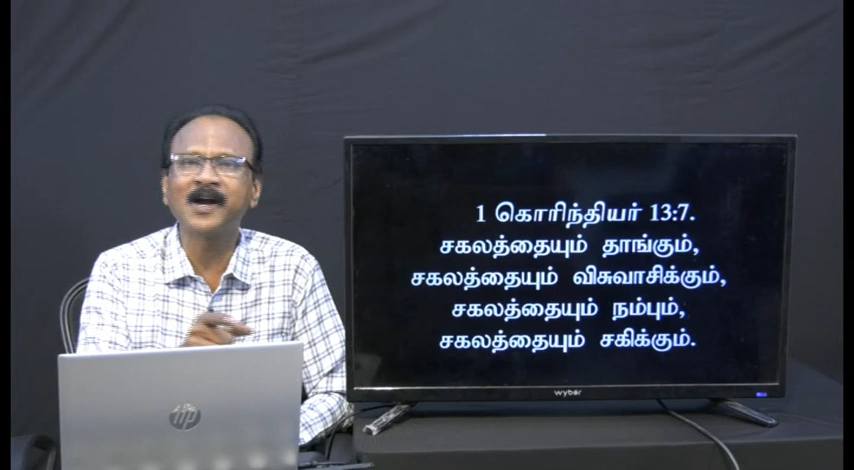 1 கொரிந்தியர் 13:7.
சகலத்தையும் தாங்கும்,
சகலத்தையும் விசுவாசிக்கும்,
சகலத்தையும் நம்பும்,
சகலத்தையும் சகிக்கும்.
wybor
hp